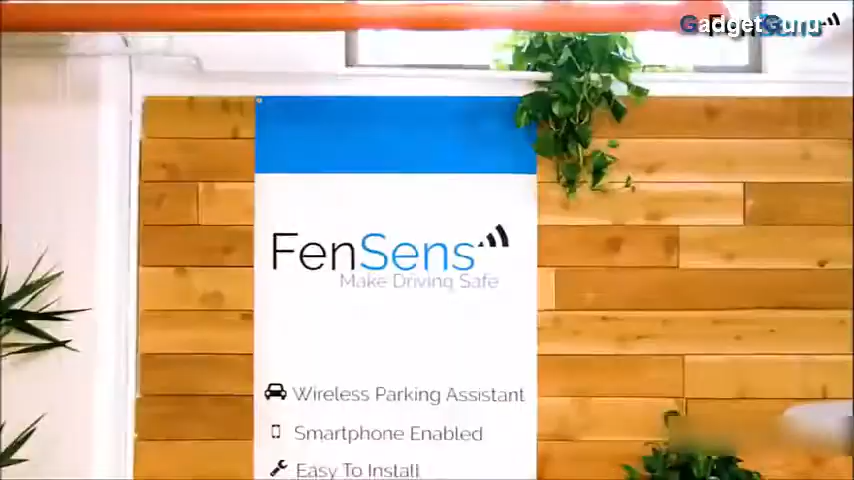 GadgetGuru
FenSens
Make Driving Safe
Wireless Parking Assistant
Smartphone Enabled
Easy To Install